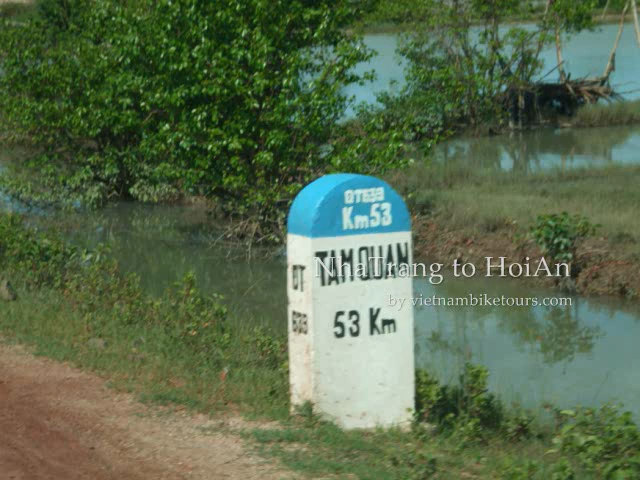 ĐT639
Km53
TAM QUAN
53 Km
ĐT
639
NhaTrang to HoiAn
by vietnambiketours.com